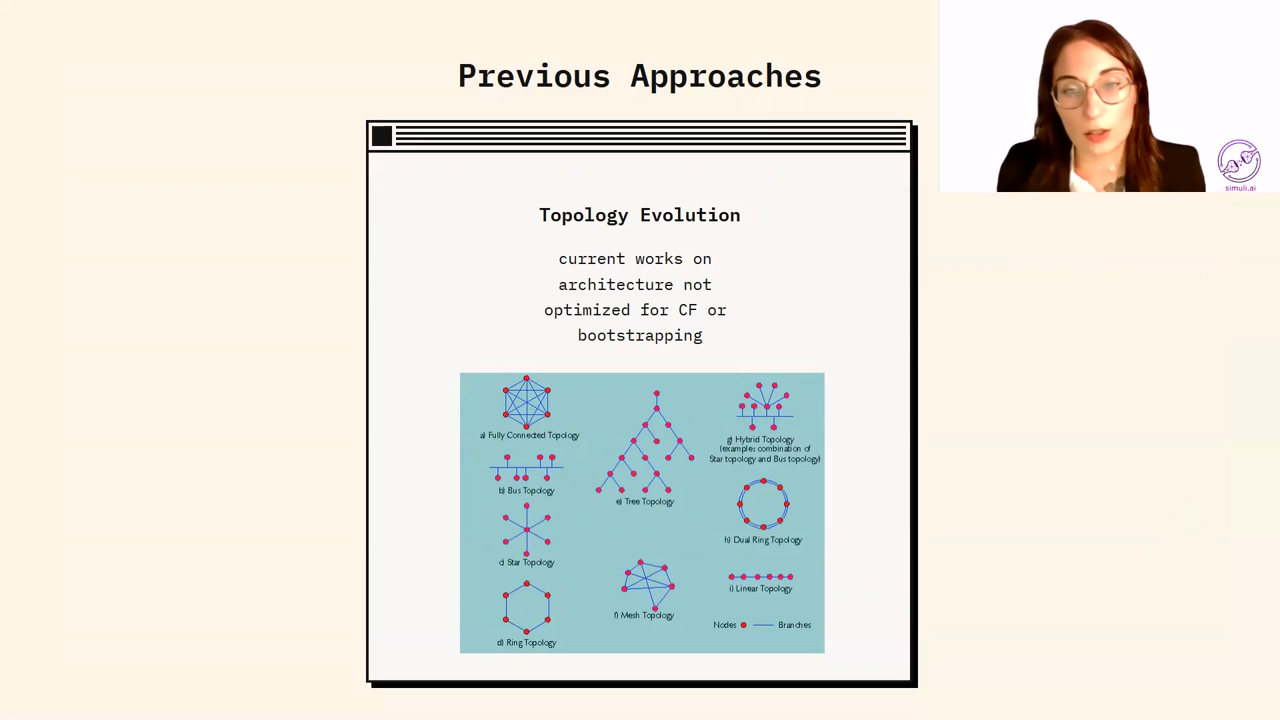 Previous Approaches
simuli.ai
Topology Evolution
current works on
architecture not
optimized for CF or
bootstrapping
a) Fully Connected Topology
b) Bus Topology
c) Star Topology
d) Ring Topology
e) Tree Topology
f) Mesh Topology
g) Hybrid Topology
(example: combination of
Star topology and Bus topology)
h) Dual Ring Topology
i) Linear Topology
Nodes Branches